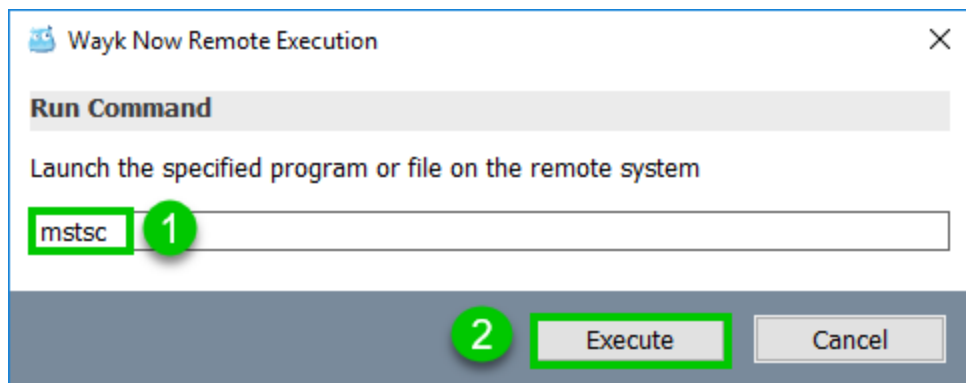 Wayk Now Remote Execution
Run Command
Launch the specified program or file on the remote system
mstsc 1
2 Execute Cancel